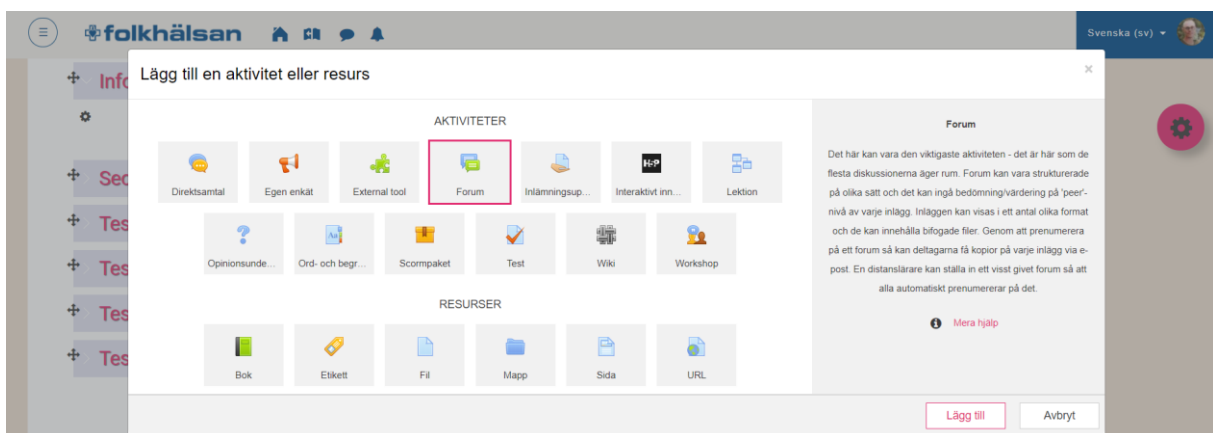 folkhälsan
Svenska (sv)
Lägg till en aktivitet eller resurs
×
Info
Sec
Tes
Tes
Tes
Tes
AKTIVITETER
Direktsamtal
Egen enkät
External tool
Forum
Inlämningsup...
H5P
Interaktivt inn...
Lektion
Opinionsunde...
Aa
Ord- och begr...
Scormpaket
Test
Wiki
Workshop
RESURSER
Bok
Etikett
Fil
Mapp
Sida
URL
Forum
Det här kan vara den viktigaste aktiviteten - det är här som de
flesta diskussionerna äger rum. Forum kan vara strukturerade
på olika sätt och det kan ingå bedömning/värdering på 'peer'-
nivå av varje inlägg. Inläggen kan visas i ett antal olika format
och de kan innehålla bifogade filer. Genom att prenumerera
på ett forum så kan deltagarna få kopior på varje inlägg via e-
post. En distanslärare kan ställa in ett visst givet forum så att
alla automatiskt prenumererar på det.
Mera hjälp
Lägg till
Avbryt